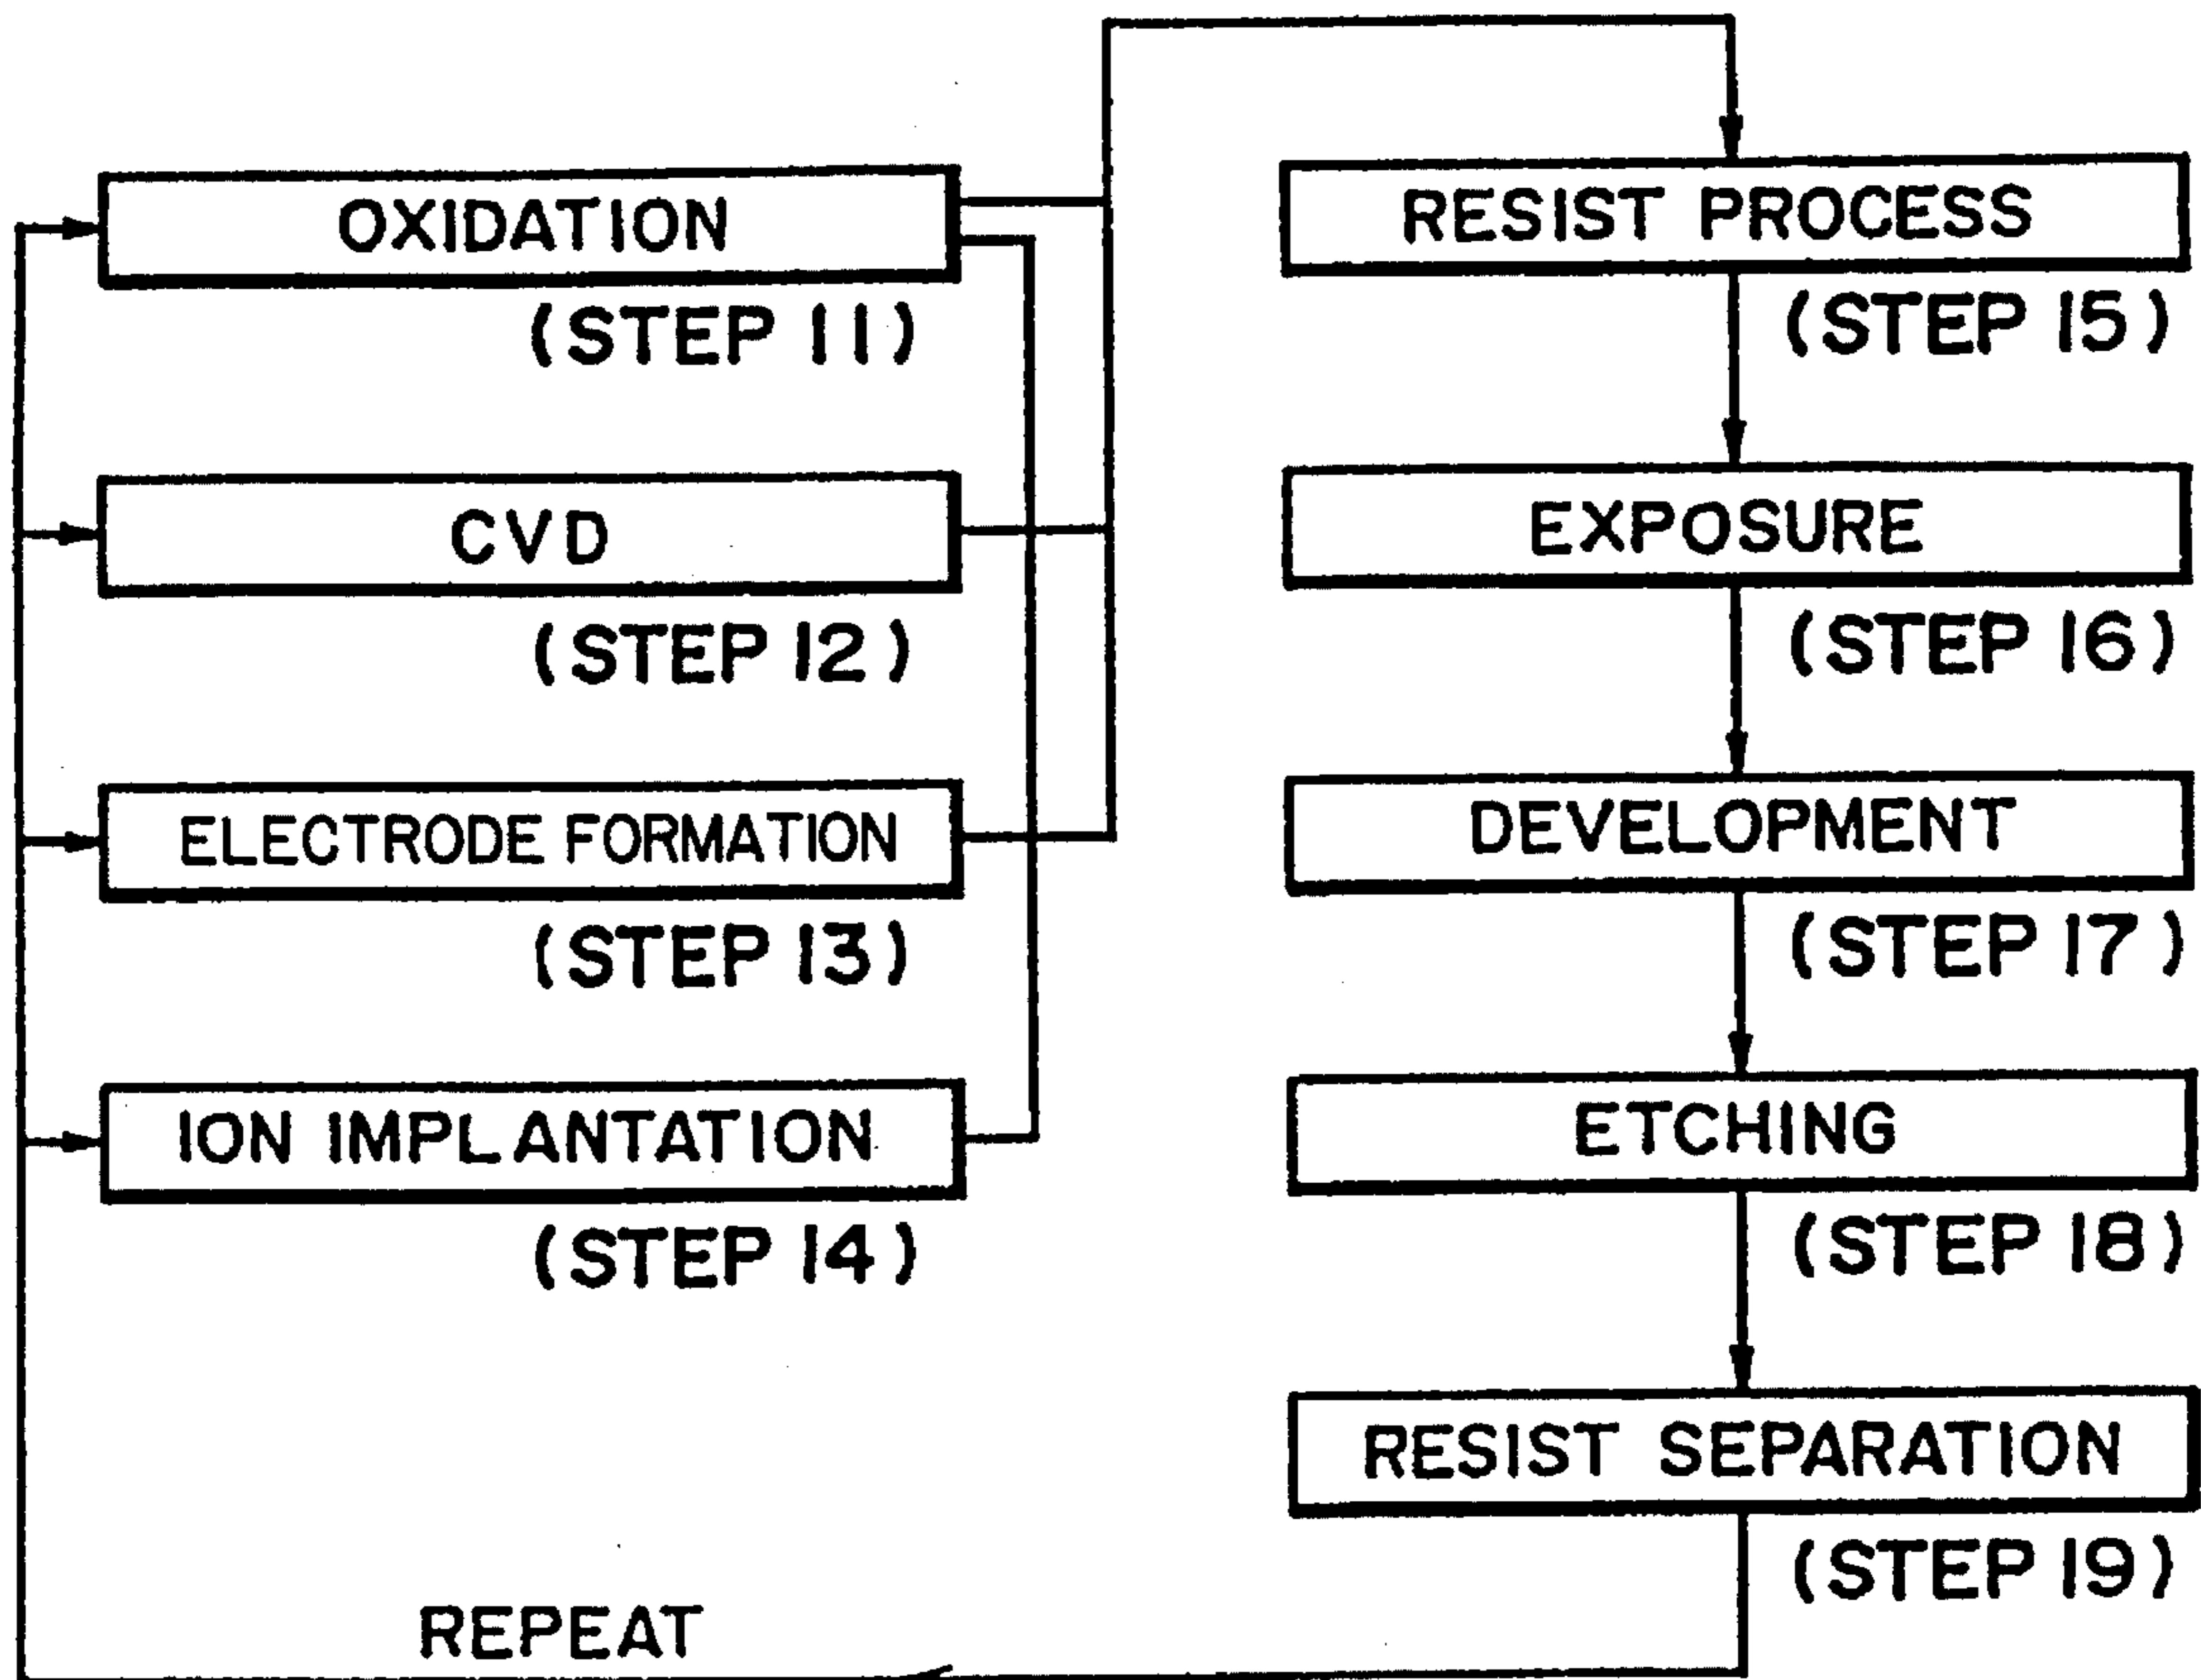 OXIDATION
(STEP 11)
CVD
(STEP 12)
ELECTRODE FORMATION
(STEP 13)
ION IMPLANTATION
(STEP 14)
RESIST PROCESS
(STEP 15)
EXPOSURE
(STEP 16)
DEVELOPMENT
(STEP 17)
ETCHING
(STEP 18)
RESIST SEPARATION
(STEP 19)
REPEAT